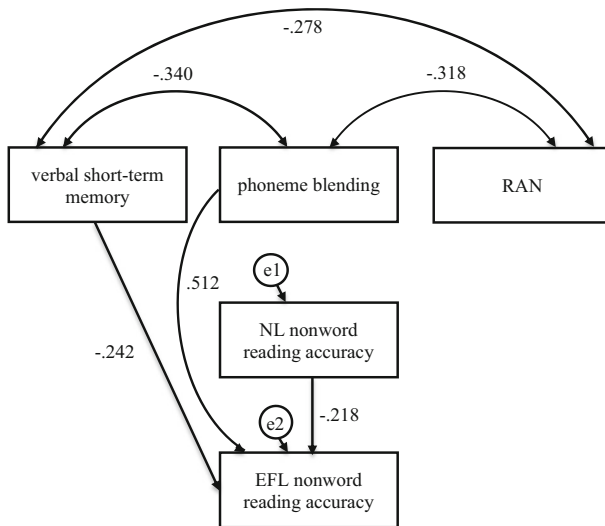 -.278
-.340
-.318
verbal short-term
memory
phoneme blending
RAN
e1
.512
NL nonword
reading accuracy
-.242
-.218
e2
EFL nonword
reading accuracy